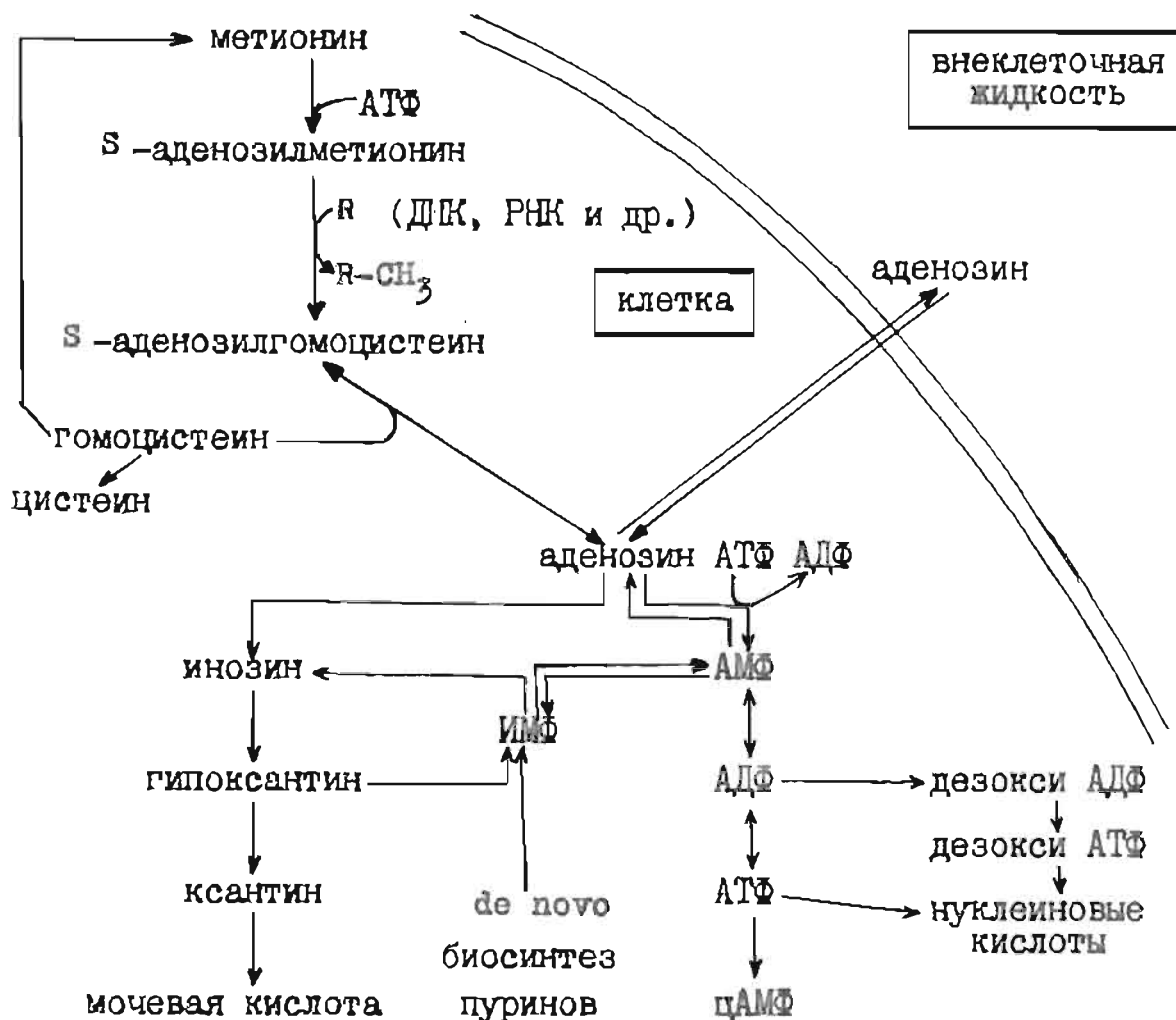 метионин
внеклеточная
жидкость
АТФ
S-аденозилметионин
R (ДНК, РНК и др.)
R-CH3
аденозин
клетка
S-аденозилгомоцистеин
гомоцистеин
цистеин
аденозин АТФ АДФ
инозин
АМФ
ИМФ
гипоксантин
АДФ
дезокси АДФ
дезокси АТФ
ксантин
de novo
АТФ
нуклеиновые
кислоты
биосинтез
мочевая кислота
пуринов
цАМФ